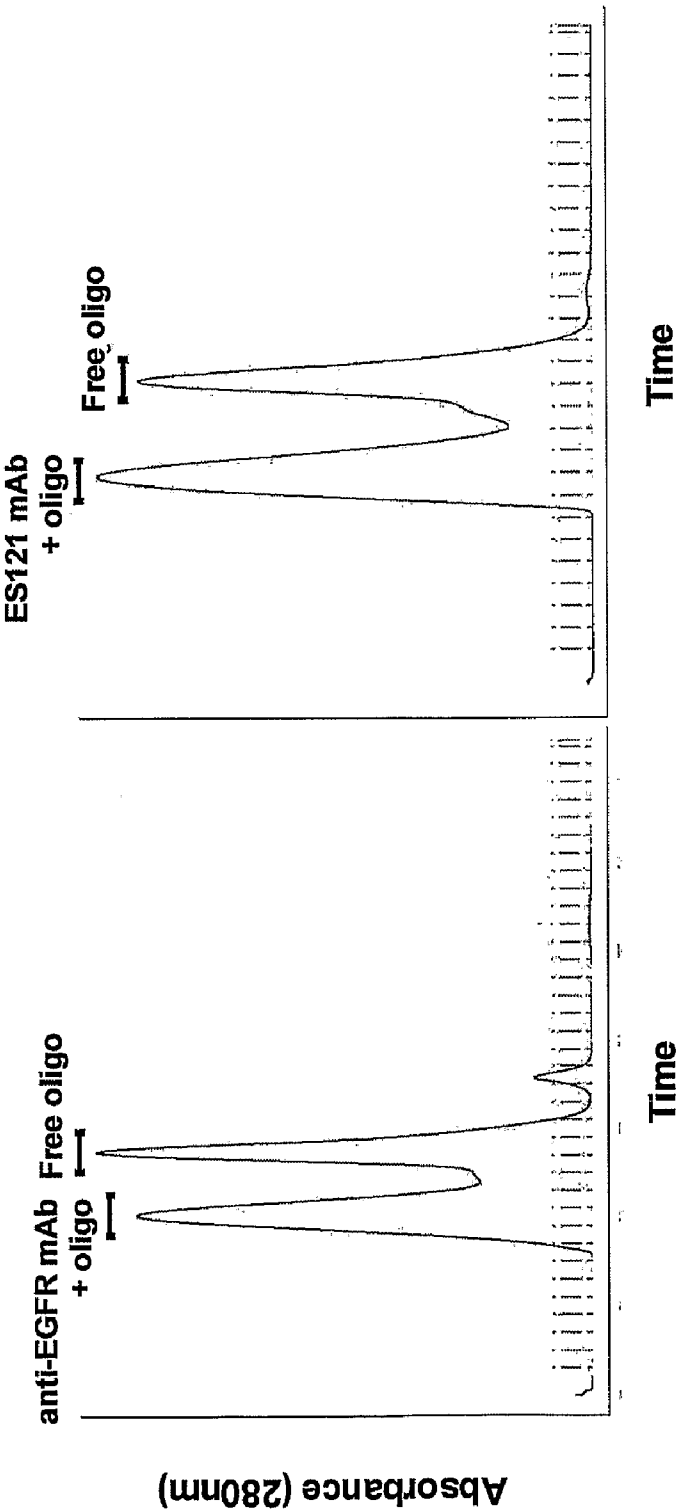 Absorbance (280nm)
anti-EGFR mAb
+ oligo
Free oligo
Time
ES121 mAb
+ oligo
Free, oligo
Time